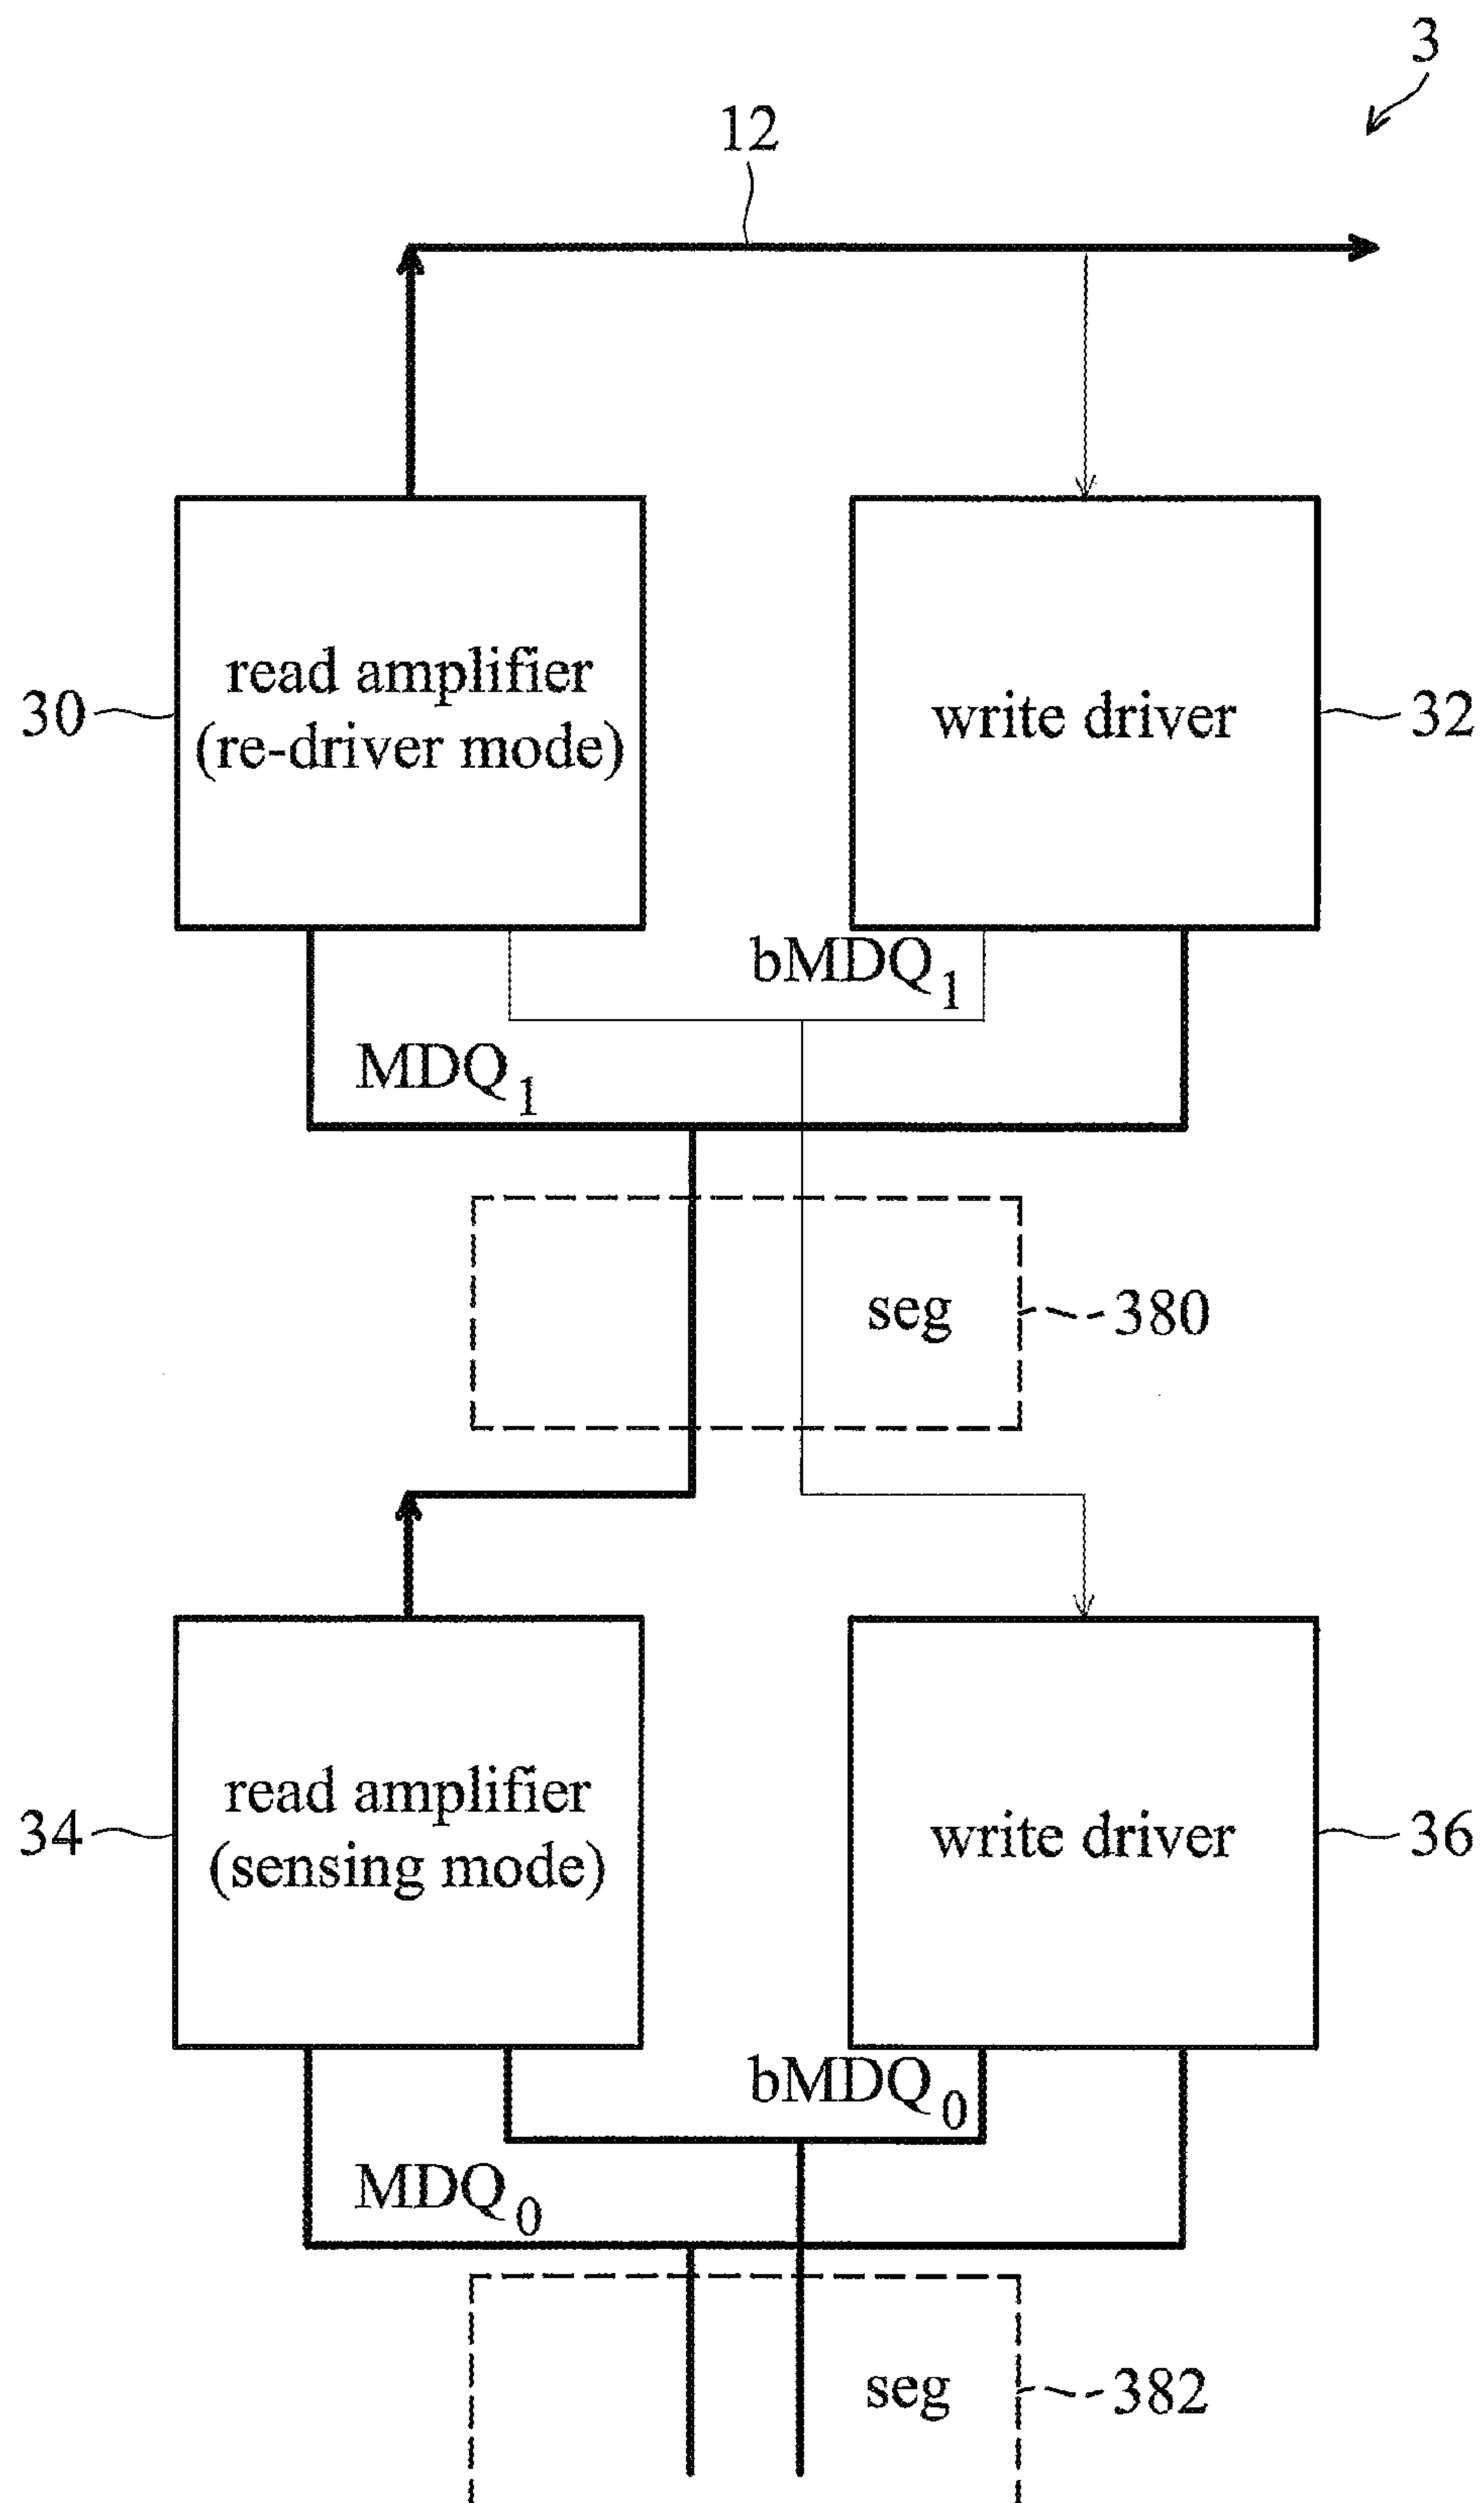 3
12
read amplifier
(re-driver mode)
30
write driver
32
bMDQ1
MDQ1
seg
380
read amplifier
(sensing mode)
34
write driver
36
bMDQ0
MDQ0
seg
382